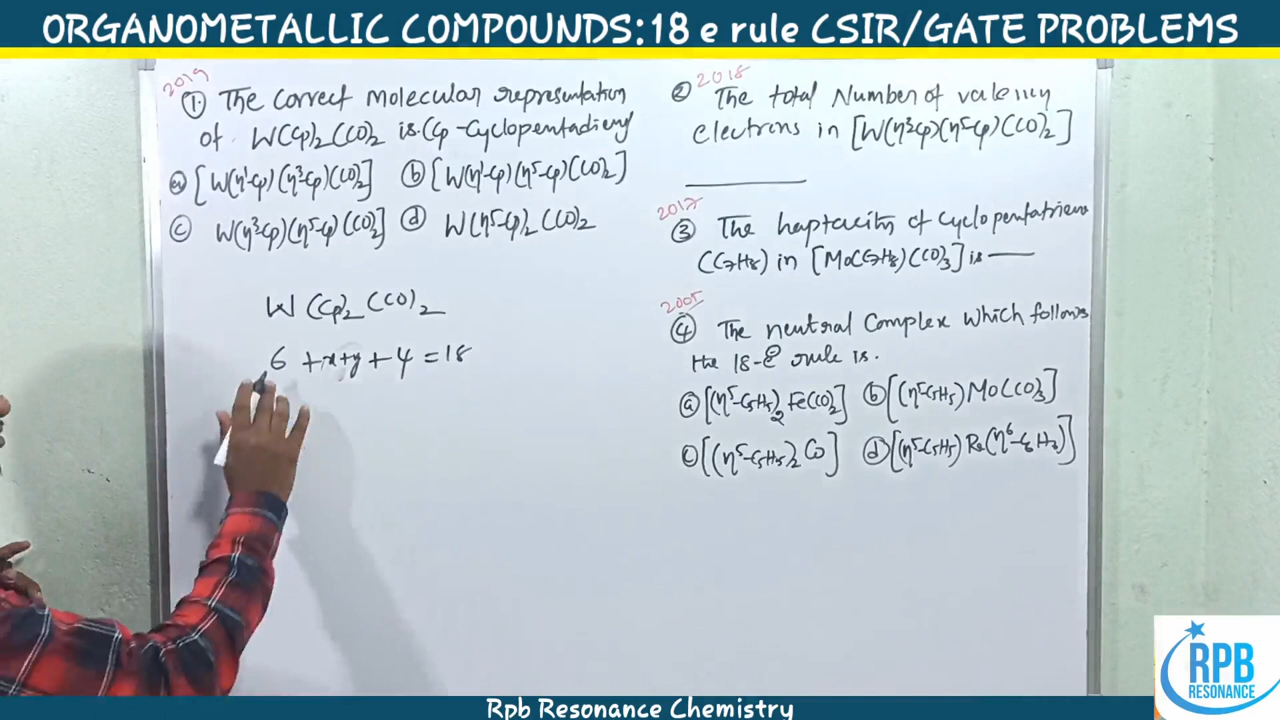 ORGANOMETALLIC COMPOUNDS:18 e rule CSIR/GATE PROBLEMS
2019
① The correct molecular representation
of W(Cp)₂(CO)₂ is.(Cp-Cyclopentadienyl
ⓐ [W(η¹-Cp)(η³-Cp)(CO)₂] ⓑ [W(η¹-Cp)(η⁵-Cp)(CO)₂]
ⓒ W(η³-Cp)(η⁵-Cp)(CO)₂] ⓓ W(η⁵-Cp)₂(CO)₂
W(Cp)₂(CO)₂
6 +x+y+4=18
2018
② The total Number of valency
electrons in [W(η³-Cp)(η⁵-Cp)(CO)₂]
2017
③ The haptacity of Cyclopentatriene
(C₇H₈) in [Mo(C₇H₈)(CO)₃] is
2005
④ The neutral Complex which follows
the 18-e rule is.
ⓐ [(η⁵-C₅H₅)₂Fe(CO)₂] ⓑ [(η⁵-C₅H₅)Mo(CO)₃]
ⓒ [(η⁵-C₅H₅)₂Co] ⓓ [(η⁵-C₅H₅)Re(η⁶-C₆H₆)]
RPB
RESONANCE
Rpb Resonance Chemistry